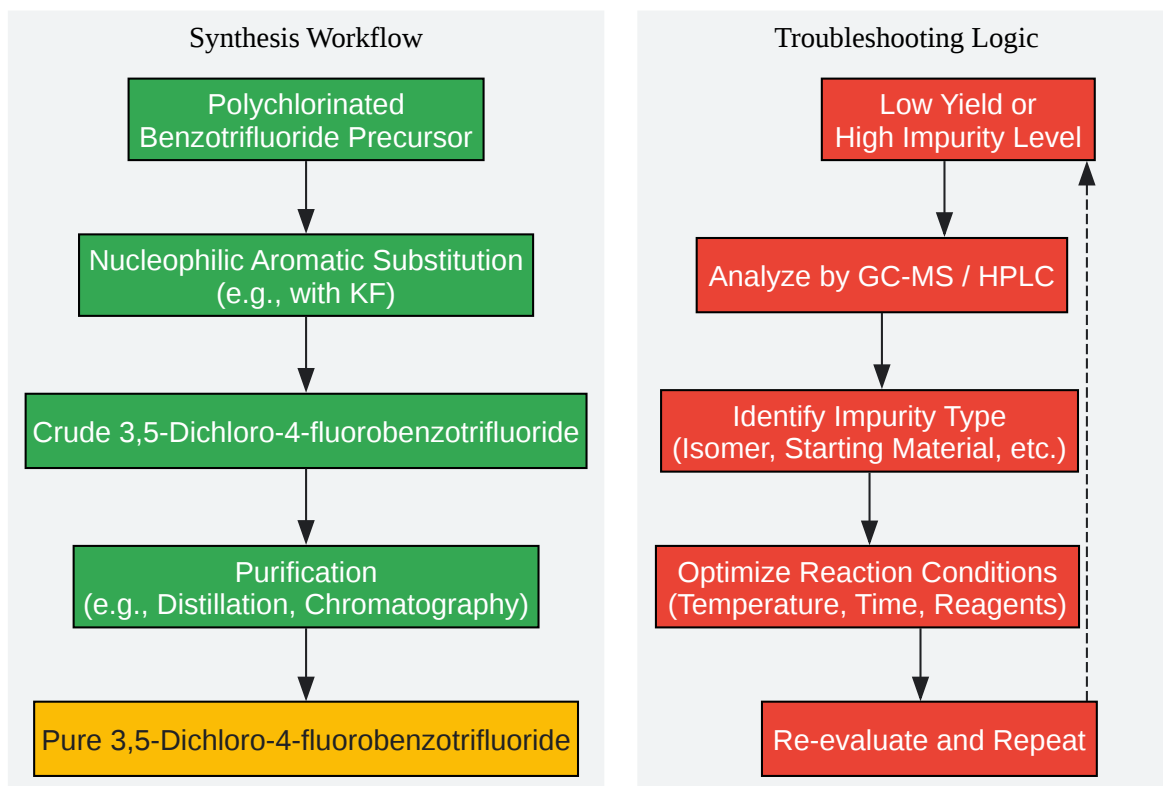 Synthesis Workflow
Polychlorinated
Benzotrifluoride Precursor
Nucleophilic Aromatic Substitution
(e.g., with KF)
Crude 3,5-Dichloro-4-fluorobenzotrifluoride
Purification
(e.g., Distillation, Chromatography)
Pure 3,5-Dichloro-4-fluorobenzotrifluoride
Troubleshooting Logic
Low Yield or
High Impurity Level
Analyze by GC-MS / HPLC
Identify Impurity Type
(Isomer, Starting Material, etc.)
Optimize Reaction Conditions
(Temperature, Time, Reagents)
Re-evaluate and Repeat